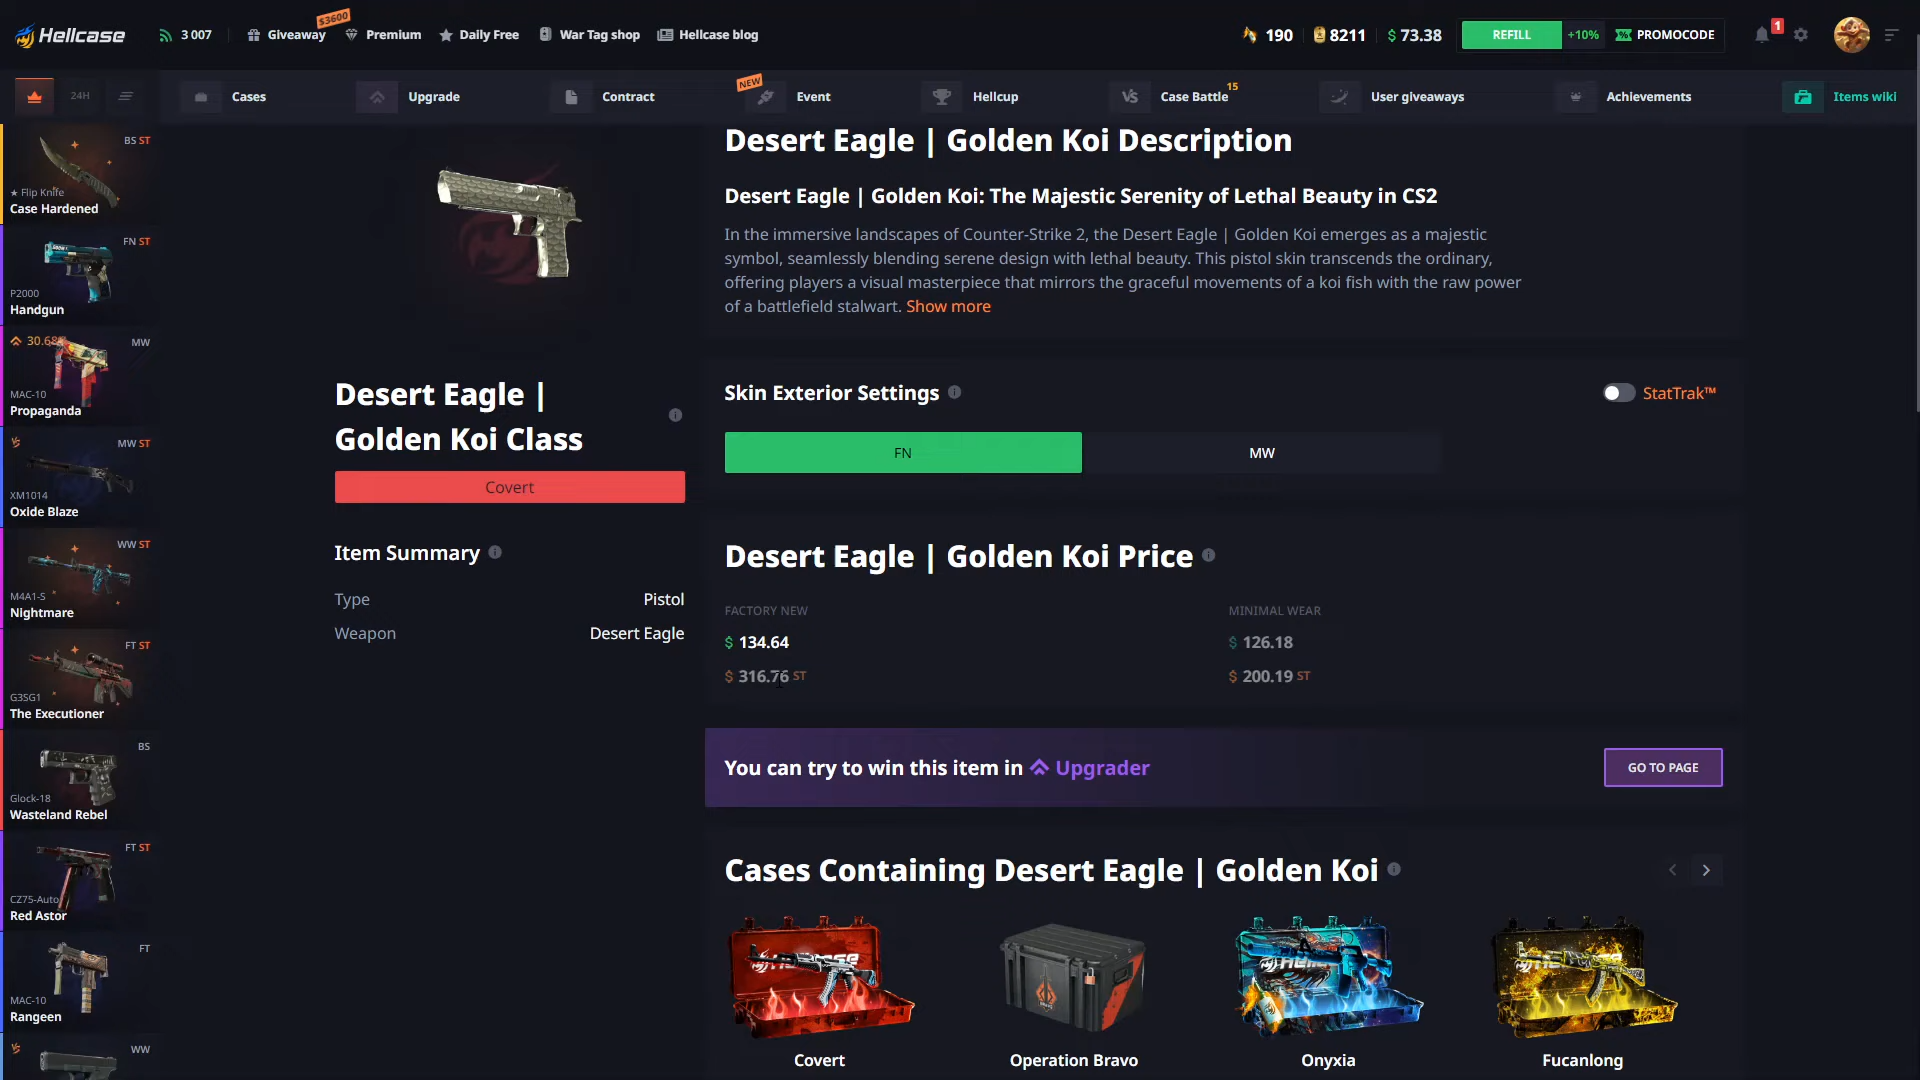 Hellcase
3 007
Giveaway
$3600
Premium
Daily Free
War Tag shop
Hellcase blog
190
8211
$ 73.38
REFILL
+10%
PROMOCODE
1
24H
Cases
Upgrade
Contract
NEW
Event
Hellcup
VS
Case Battle
15
User giveaways
Achievements
Items wiki
BS ST
★ Flip Knife
Case Hardened
FN ST
P2000
Handgun
MW
MAC-10
Propaganda
MW ST
XM1014
Oxide Blaze
WW ST
M4A1-S
Nightmare
FT ST
G3SG1
The Executioner
BS
Glock-18
Wasteland Rebel
FT ST
CZ75-Auto
Red Astor
FT
MAC-10
Rangeen
WW
Desert Eagle |
Golden Koi Class
Covert
Item Summary
Type
Pistol
Weapon
Desert Eagle
Desert Eagle | Golden Koi Description
Desert Eagle | Golden Koi: The Majestic Serenity of Lethal Beauty in CS2
In the immersive landscapes of Counter-Strike 2, the Desert Eagle | Golden Koi emerges as a majestic
symbol, seamlessly blending serene design with lethal beauty. This pistol skin transcends the ordinary,
offering players a visual masterpiece that mirrors the graceful movements of a koi fish with the raw power
of a battlefield stalwart. Show more
Skin Exterior Settings
StatTrak™
FN
MW
Desert Eagle | Golden Koi Price
FACTORY NEW
MINIMAL WEAR
$ 134.64
$ 126.18
$ 316.76 ST
$ 200.19 ST
You can try to win this item in Upgrader
GO TO PAGE
Cases Containing Desert Eagle | Golden Koi
Covert
Operation Bravo
Onyxia
Fucanlong